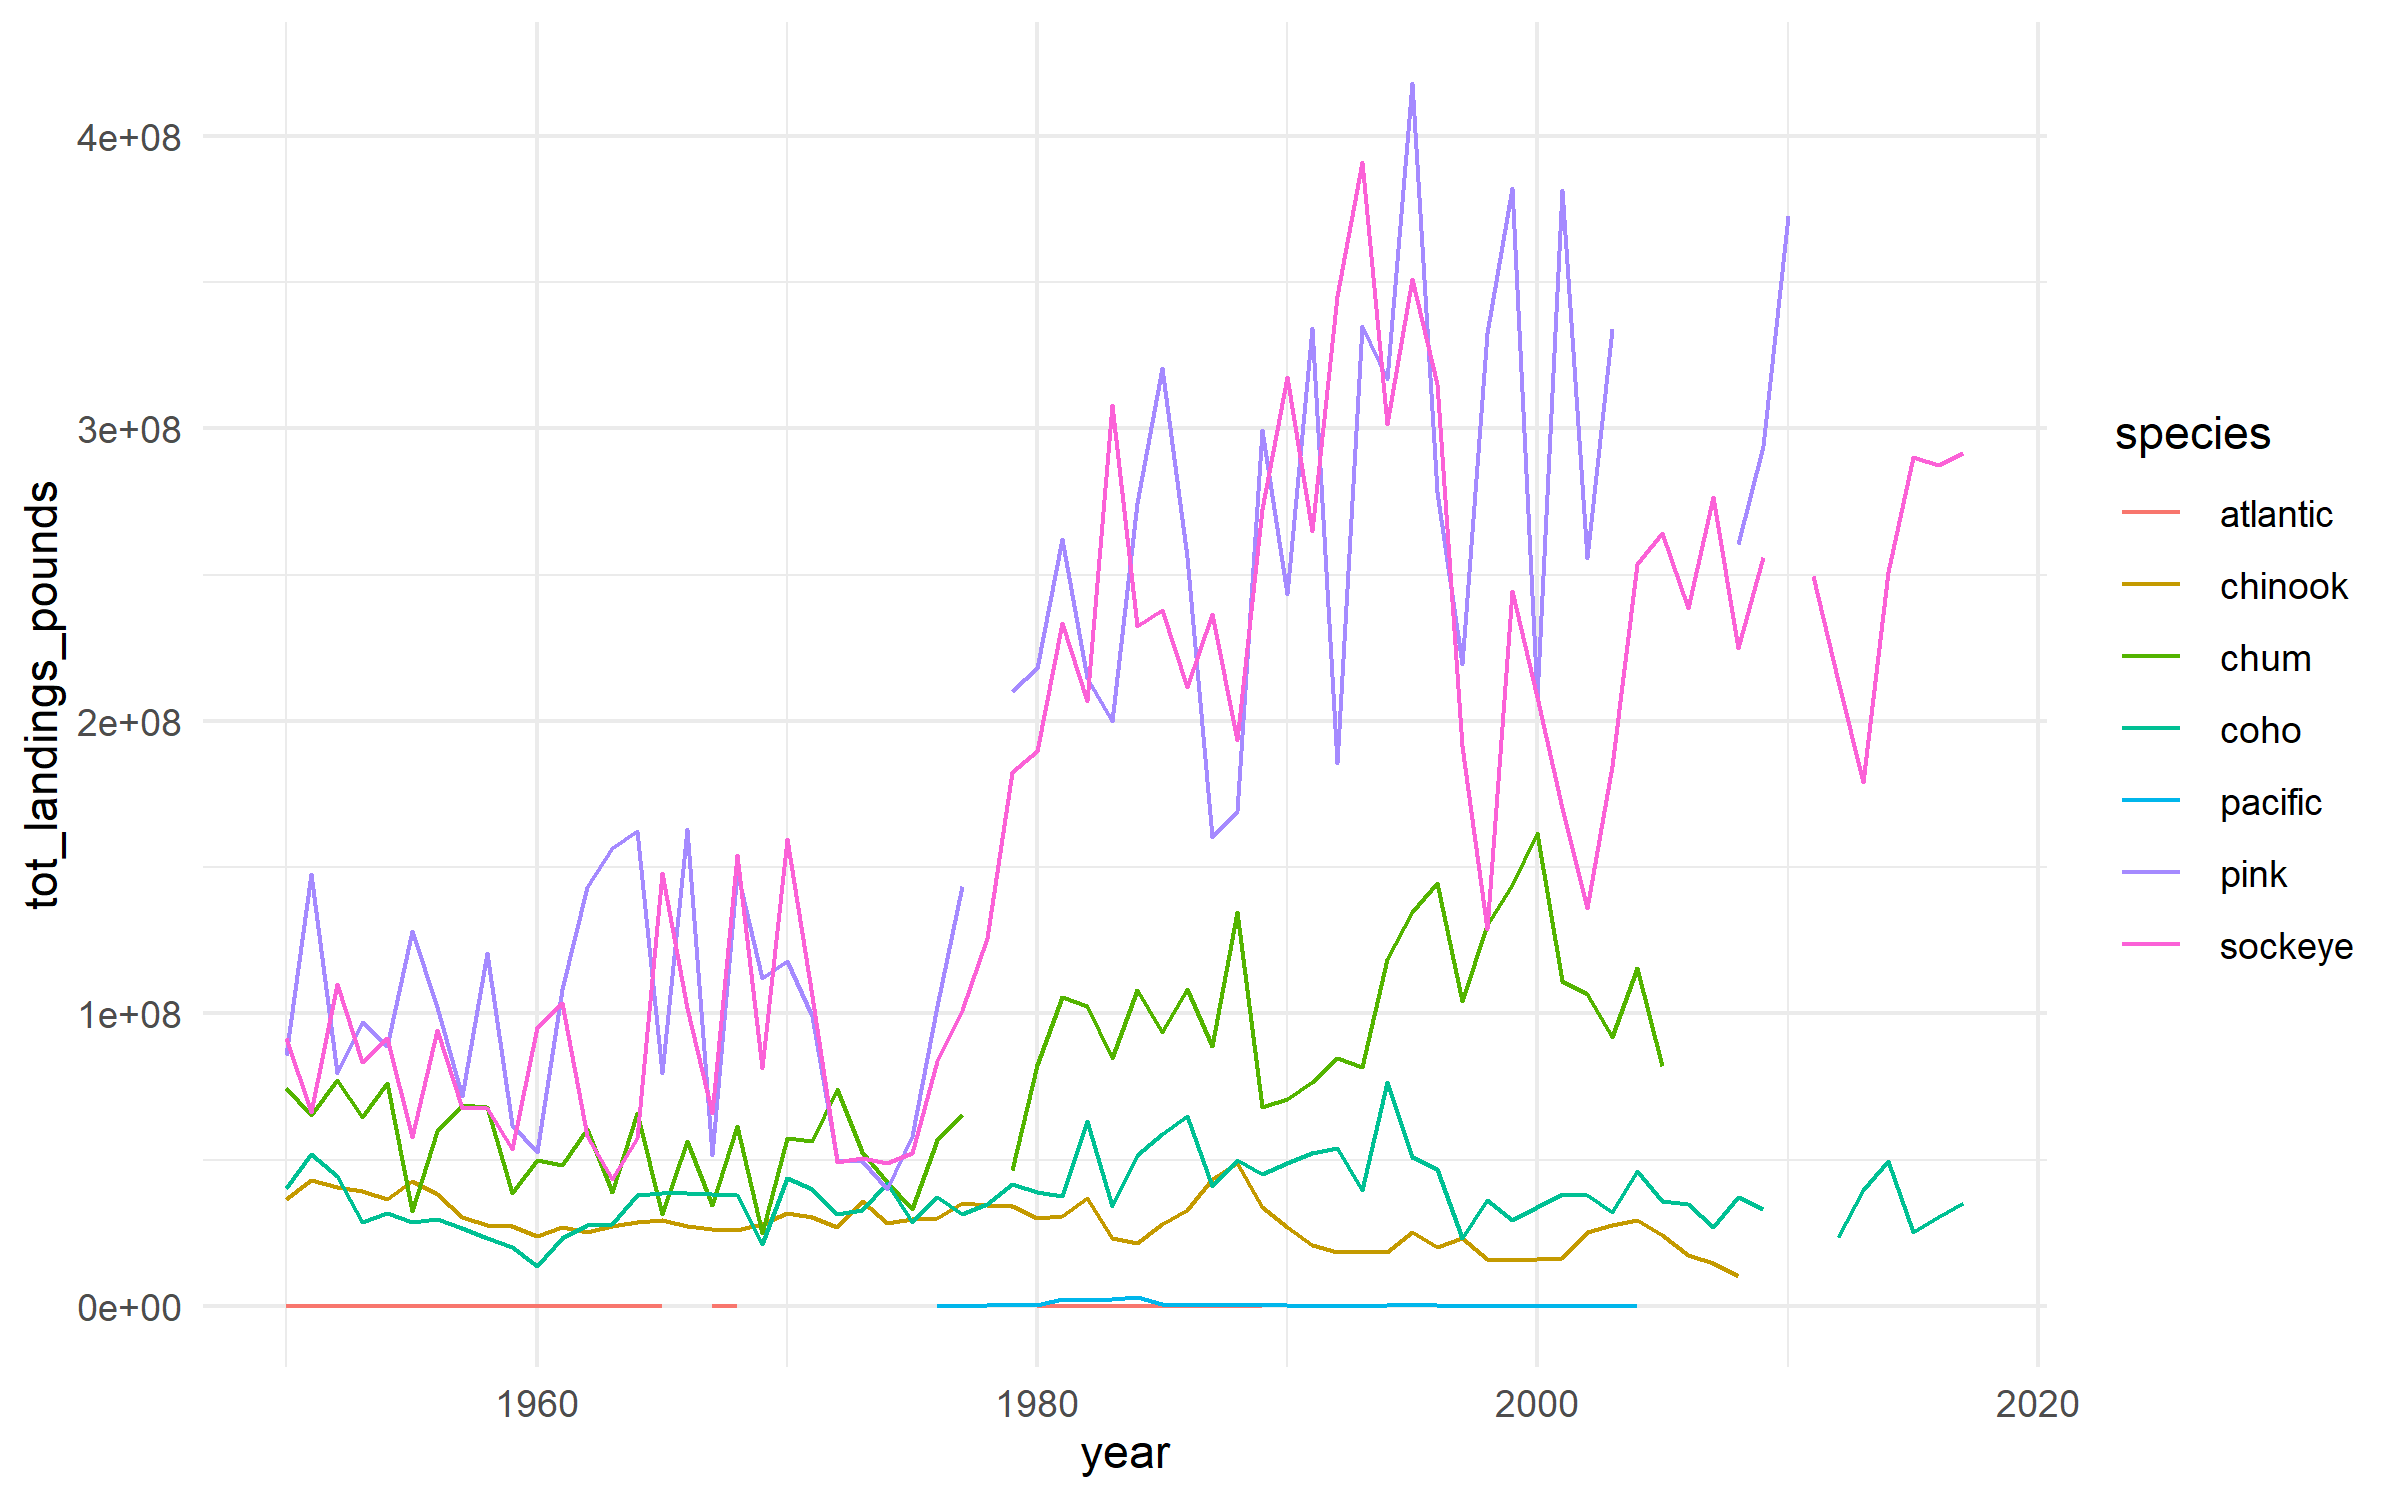 tot_landings_pounds
4e+08
3e+08
2e+08
1e+08
0e+00
1960
1980
2000
2020
year
species
atlantic
chinook
chum
coho
pacific
pink
sockeye